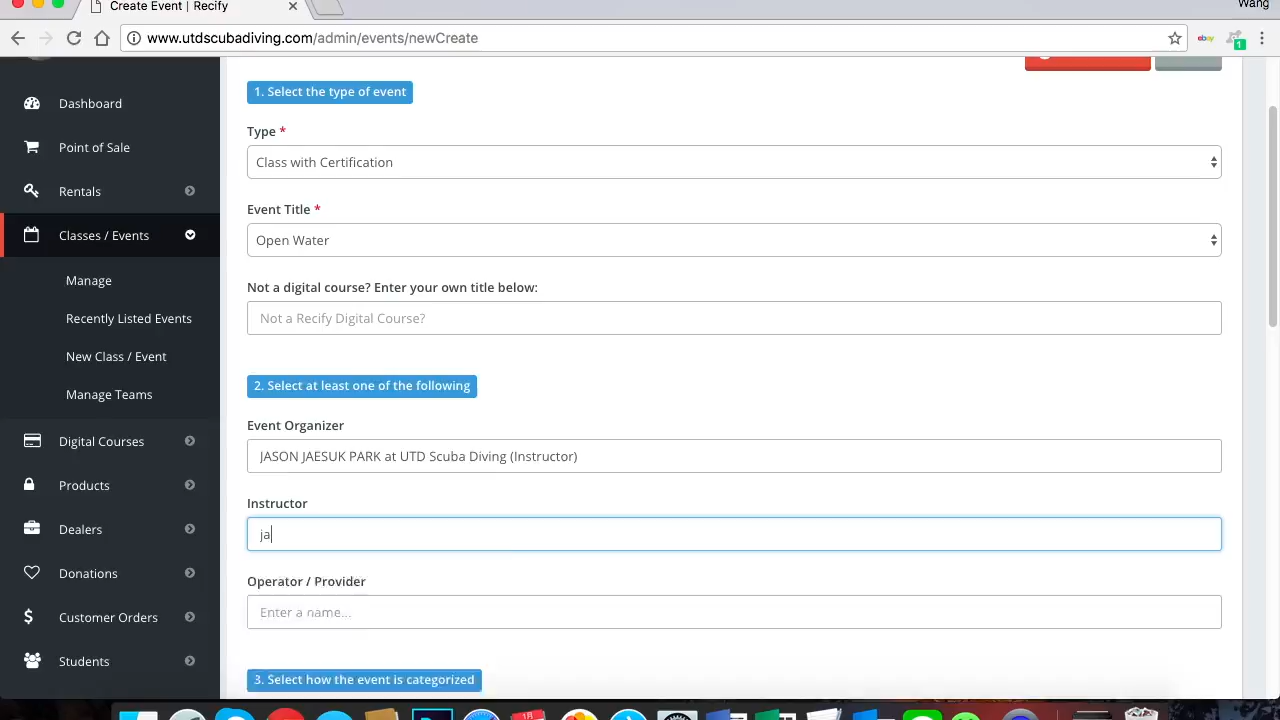 Create Event | Recify
Wang
www.utdscubadiving.com/admin/events/newCreate
ebay
1
Dashboard
Point of Sale
Rentals
Classes / Events
Manage
Recently Listed Events
New Class / Event
Manage Teams
Digital Courses
Products
Dealers
Donations
Customer Orders
Students
1. Select the type of event
Type *
Class with Certification
Event Title *
Open Water
Not a digital course? Enter your own title below:
Not a Recify Digital Course?
2. Select at least one of the following
Event Organizer
JASON JAESUK PARK at UTD Scuba Diving (Instructor)
Instructor
ja
Operator / Provider
Enter a name...
3. Select how the event is categorized